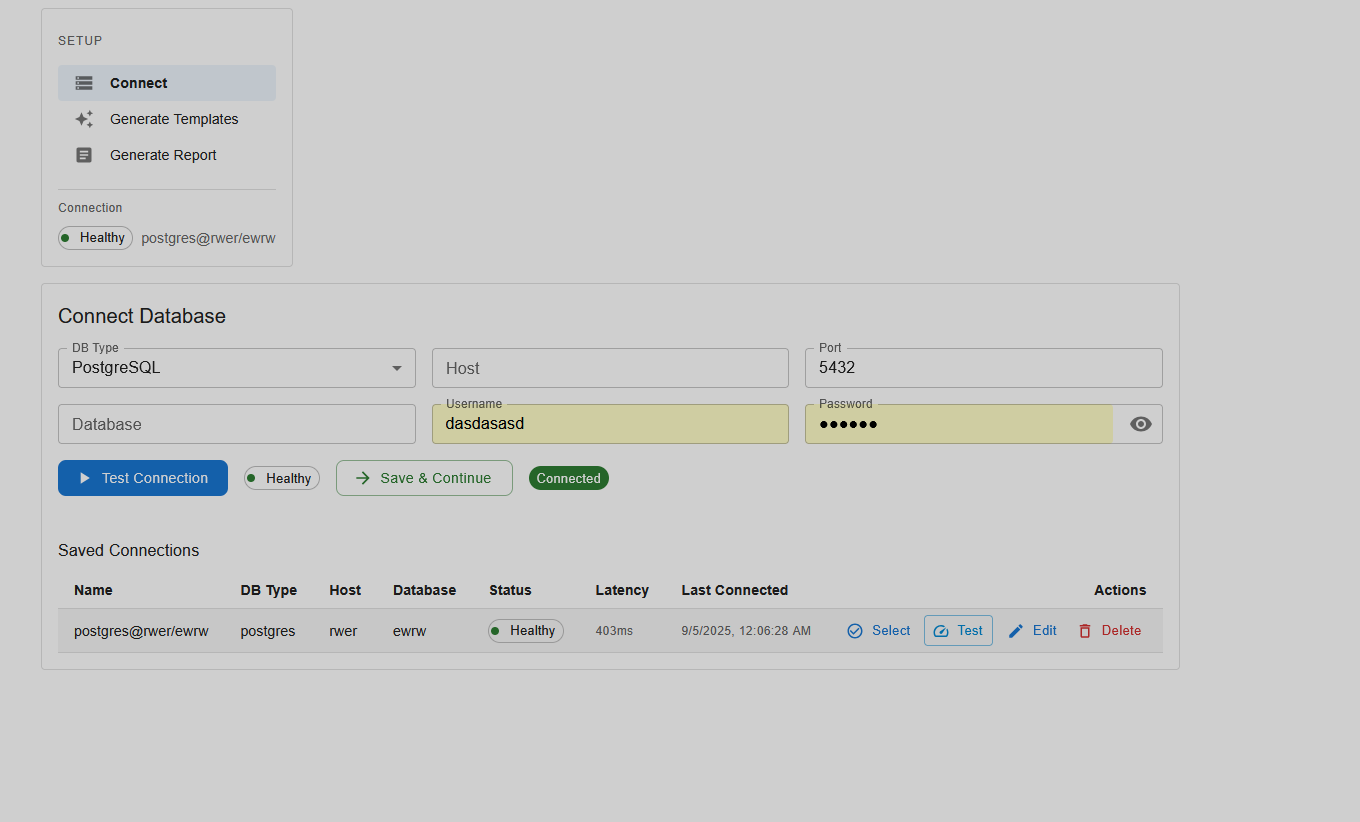 SETUP
Connect
Generate Templates
Generate Report
Connection
Healthy postgres@rwer/ewrw
Connect Database
DB Type
PostgreSQL
Host
Port
5432
Database
Username
dasdasasd
Password
••••••
Test Connection Healthy Save & Continue Connected
Saved Connections
Name DB Type Host Database Status Latency Last Connected Actions
postgres@rwer/ewrw postgres rwer ewrw Healthy 403ms 9/5/2025, 12:06:28 AM Select Test Edit Delete